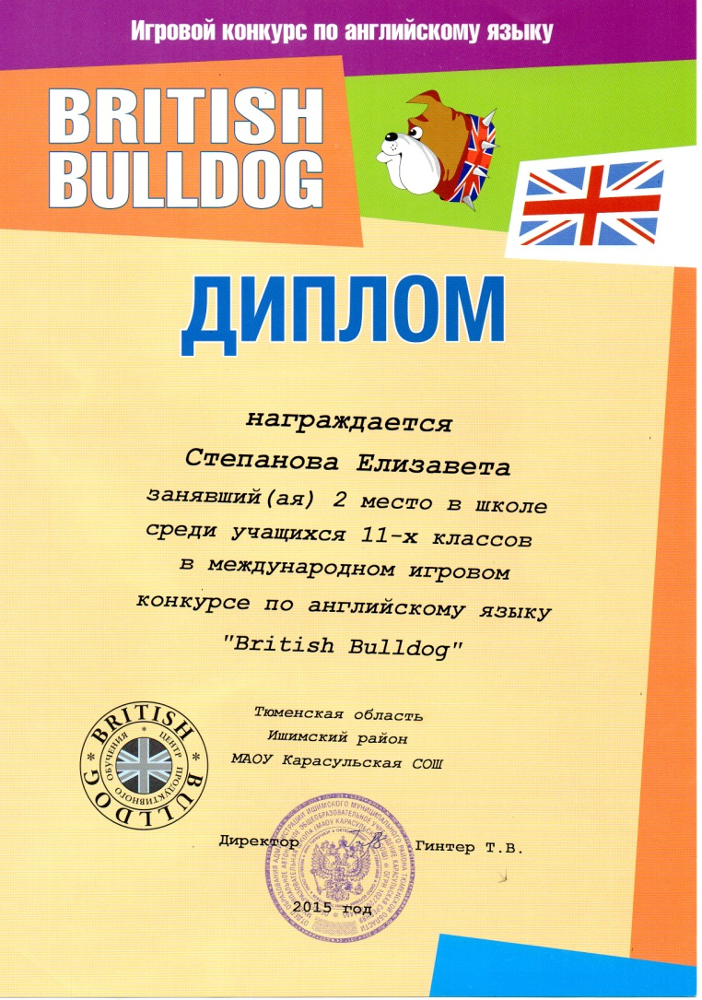 Игровой конкурс по английскому языку
BRITISH
BULLDOG
ДИПЛОМ
награждается
Степанова Елизавета
занявший(ая) 2 место в школе
среди учащихся 11-х классов
в международном игровом
конкурсе по английскому языку
"British Bulldog"
Тюменская область
Ишимский район
МАОУ Карасульская СОШ
* BRITISH * BULLDOG
* ЦЕНТР ПРОДУКТИВНОГО ОБУЧЕНИЯ
Директор Гинтер Т.В.
2015 год